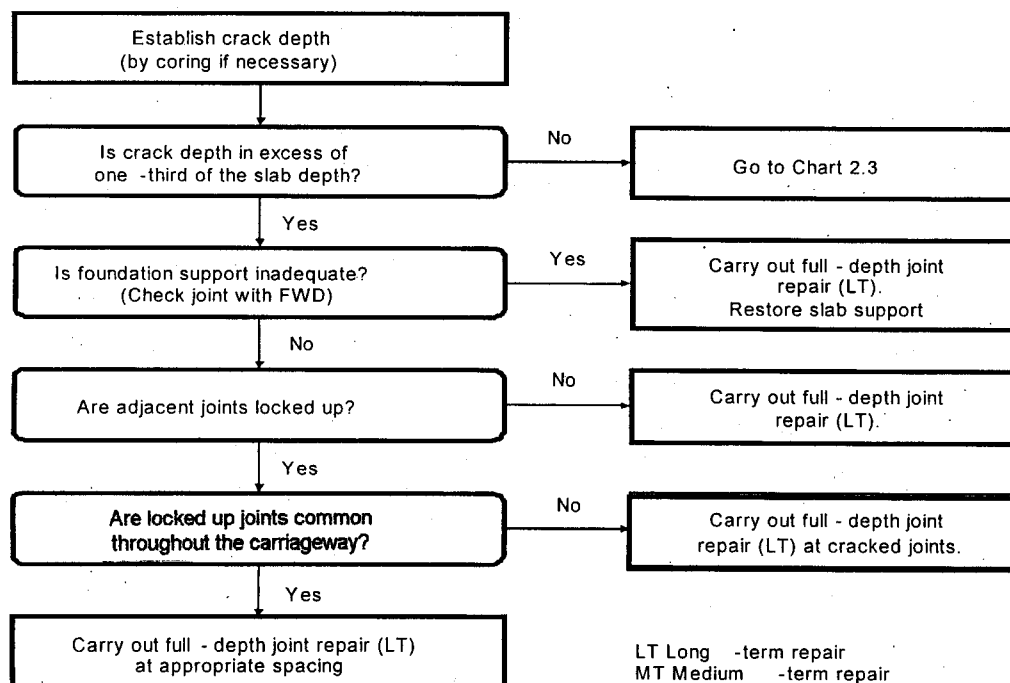 Establish crack depth
(by coring if necessary)
Is crack depth in excess of
one -third of the slab depth?
No
Go to Chart 2.3
Yes
Is foundation support inadequate?
(Check joint with FWD)
Yes
Carry out full - depth joint
repair (LT).
Restore slab support
No
Are adjacent joints locked up?
No
Carry out full - depth joint
repair (LT).
Yes
Are locked up joints common
throughout the carriageway?
No
Carry out full - depth joint
repair (LT) at cracked joints.
Yes
Carry out full - depth joint repair (LT)
at appropriate spacing
LT Long -term repair
MT Medium -term repair